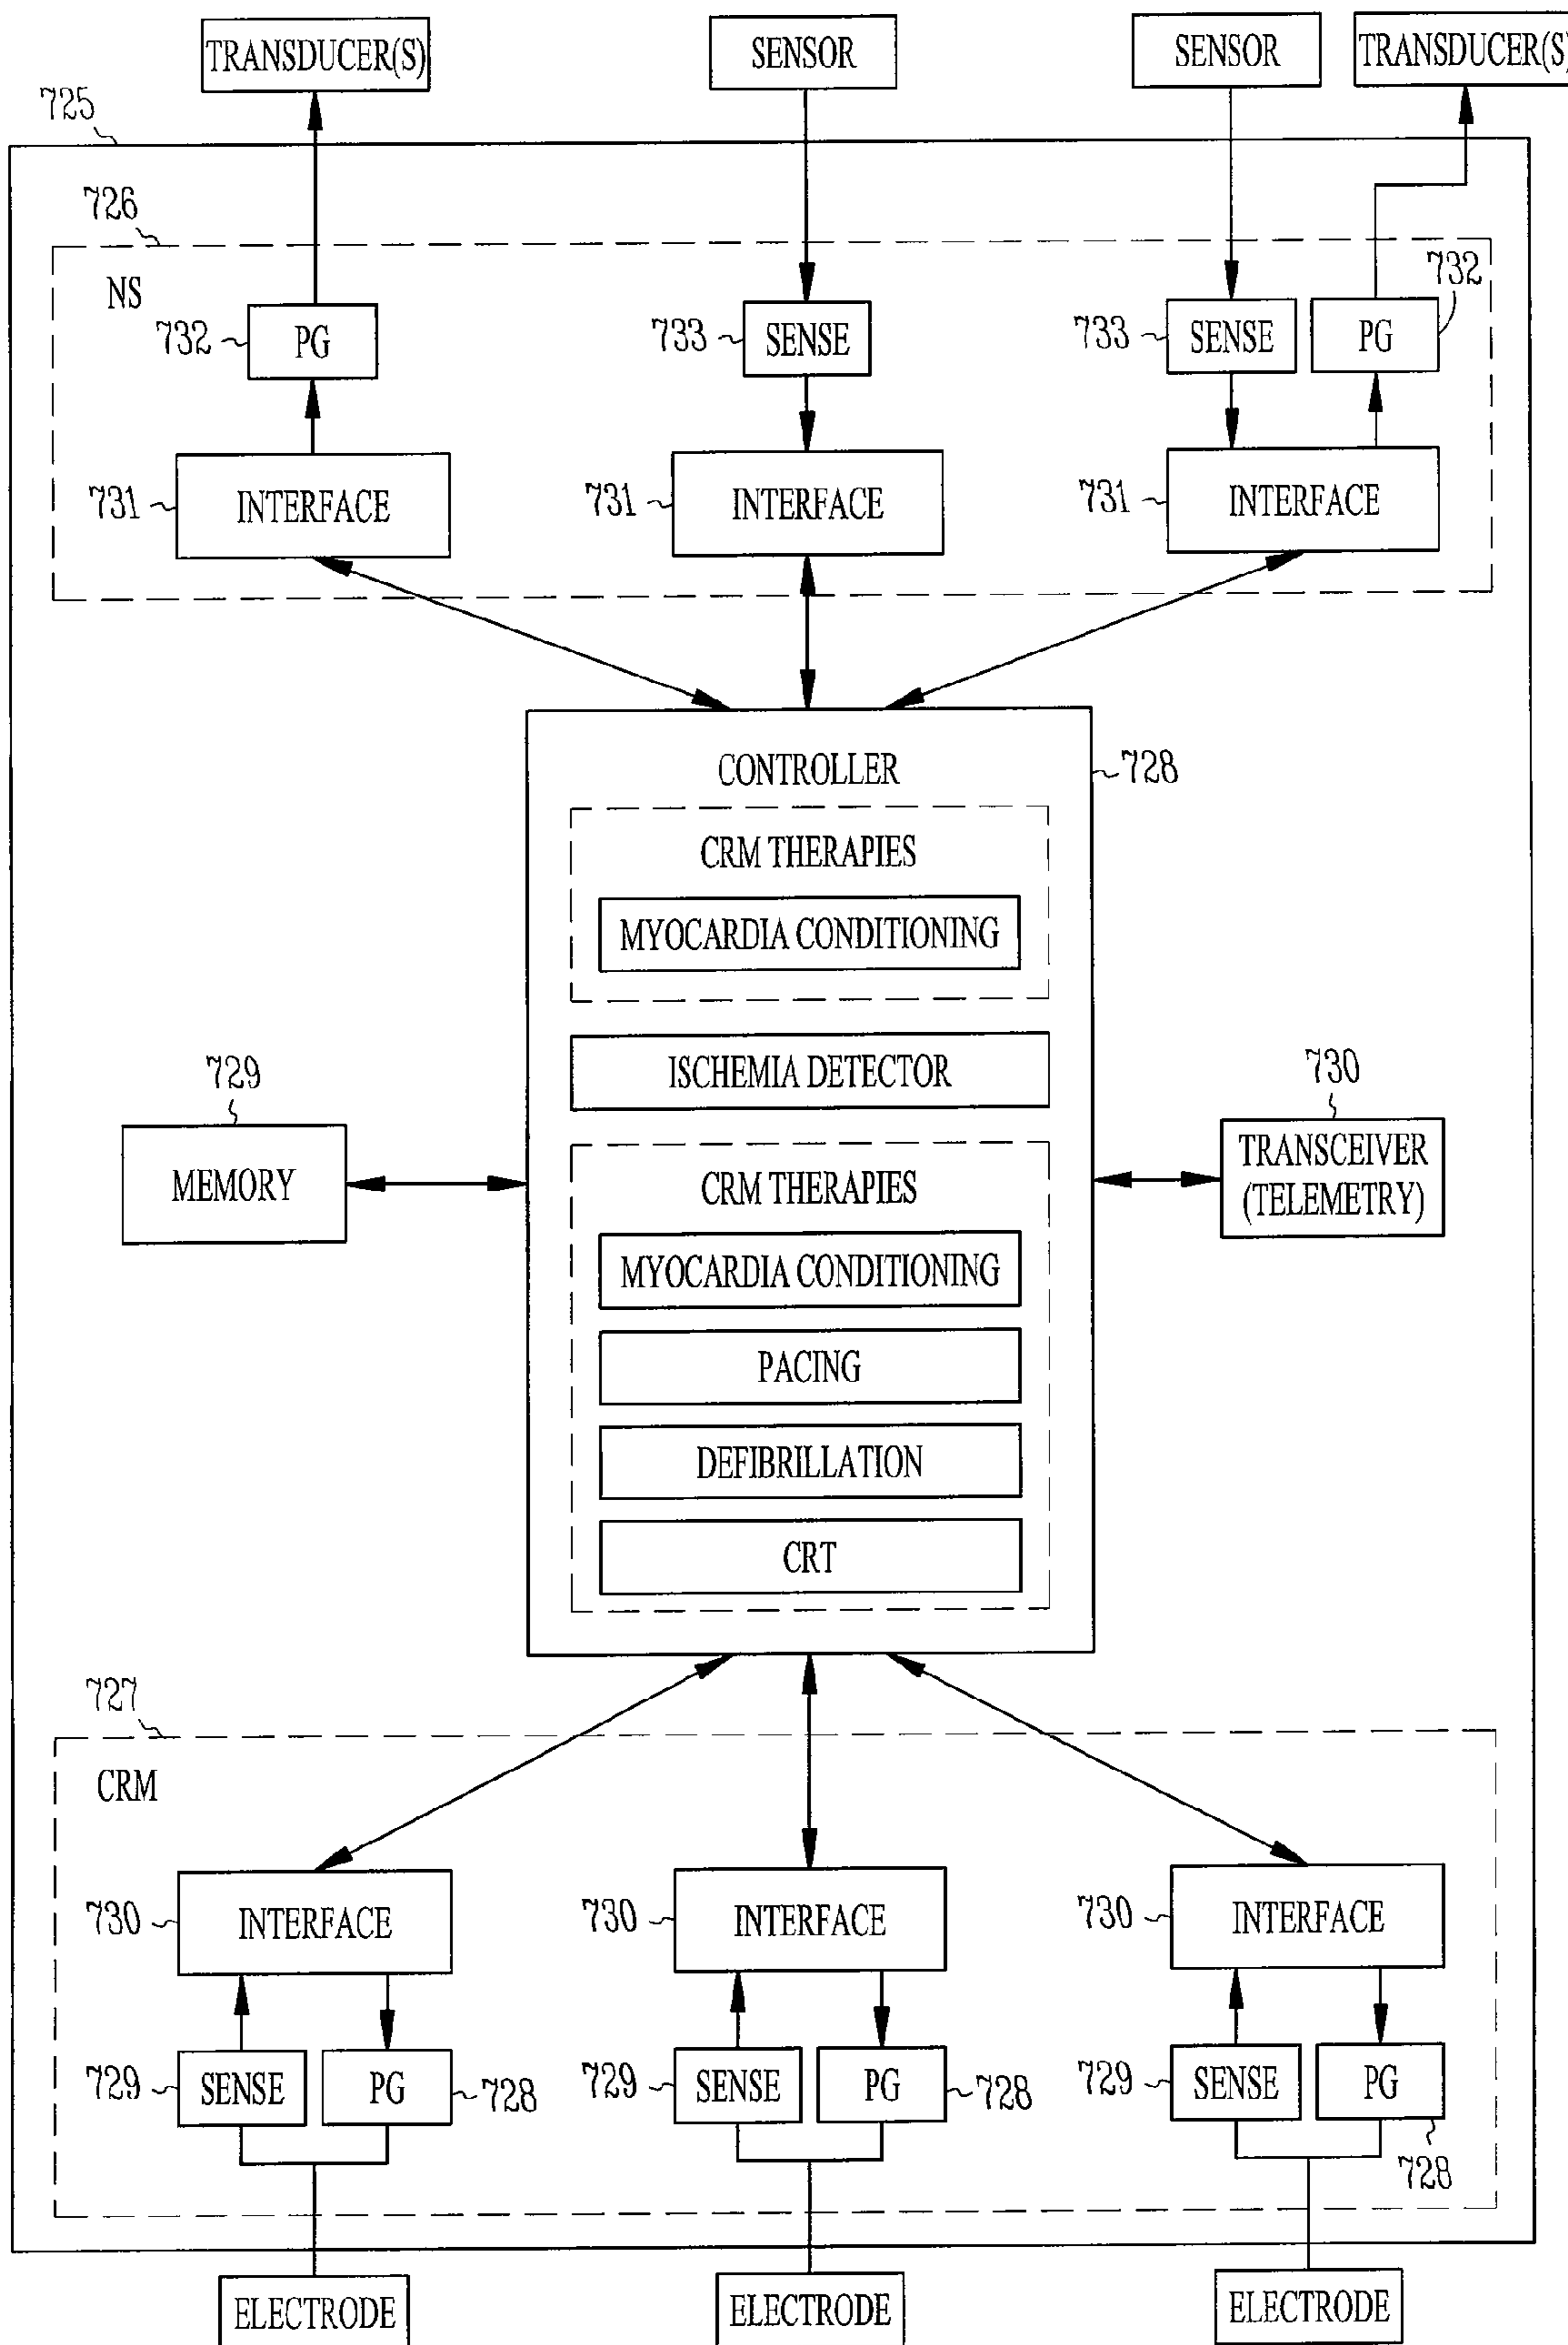 TRANSDUCER(S)
SENSOR
SENSOR
TRANSDUCER(S)
725
726
NS
732
PG
733
SENSE
733
SENSE
PG
732
731
INTERFACE
731
INTERFACE
731
INTERFACE
CONTROLLER
728
CRM THERAPIES
MYOCARDIA CONDITIONING
ISCHEMIA DETECTOR
729
MEMORY
730
TRANSCEIVER
(TELEMETRY)
CRM THERAPIES
MYOCARDIA CONDITIONING
PACING
DEFIBRILLATION
CRT
727
CRM
730
INTERFACE
730
INTERFACE
730
INTERFACE
729
SENSE
PG
728
729
SENSE
PG
728
729
SENSE
PG
728
ELECTRODE
ELECTRODE
ELECTRODE